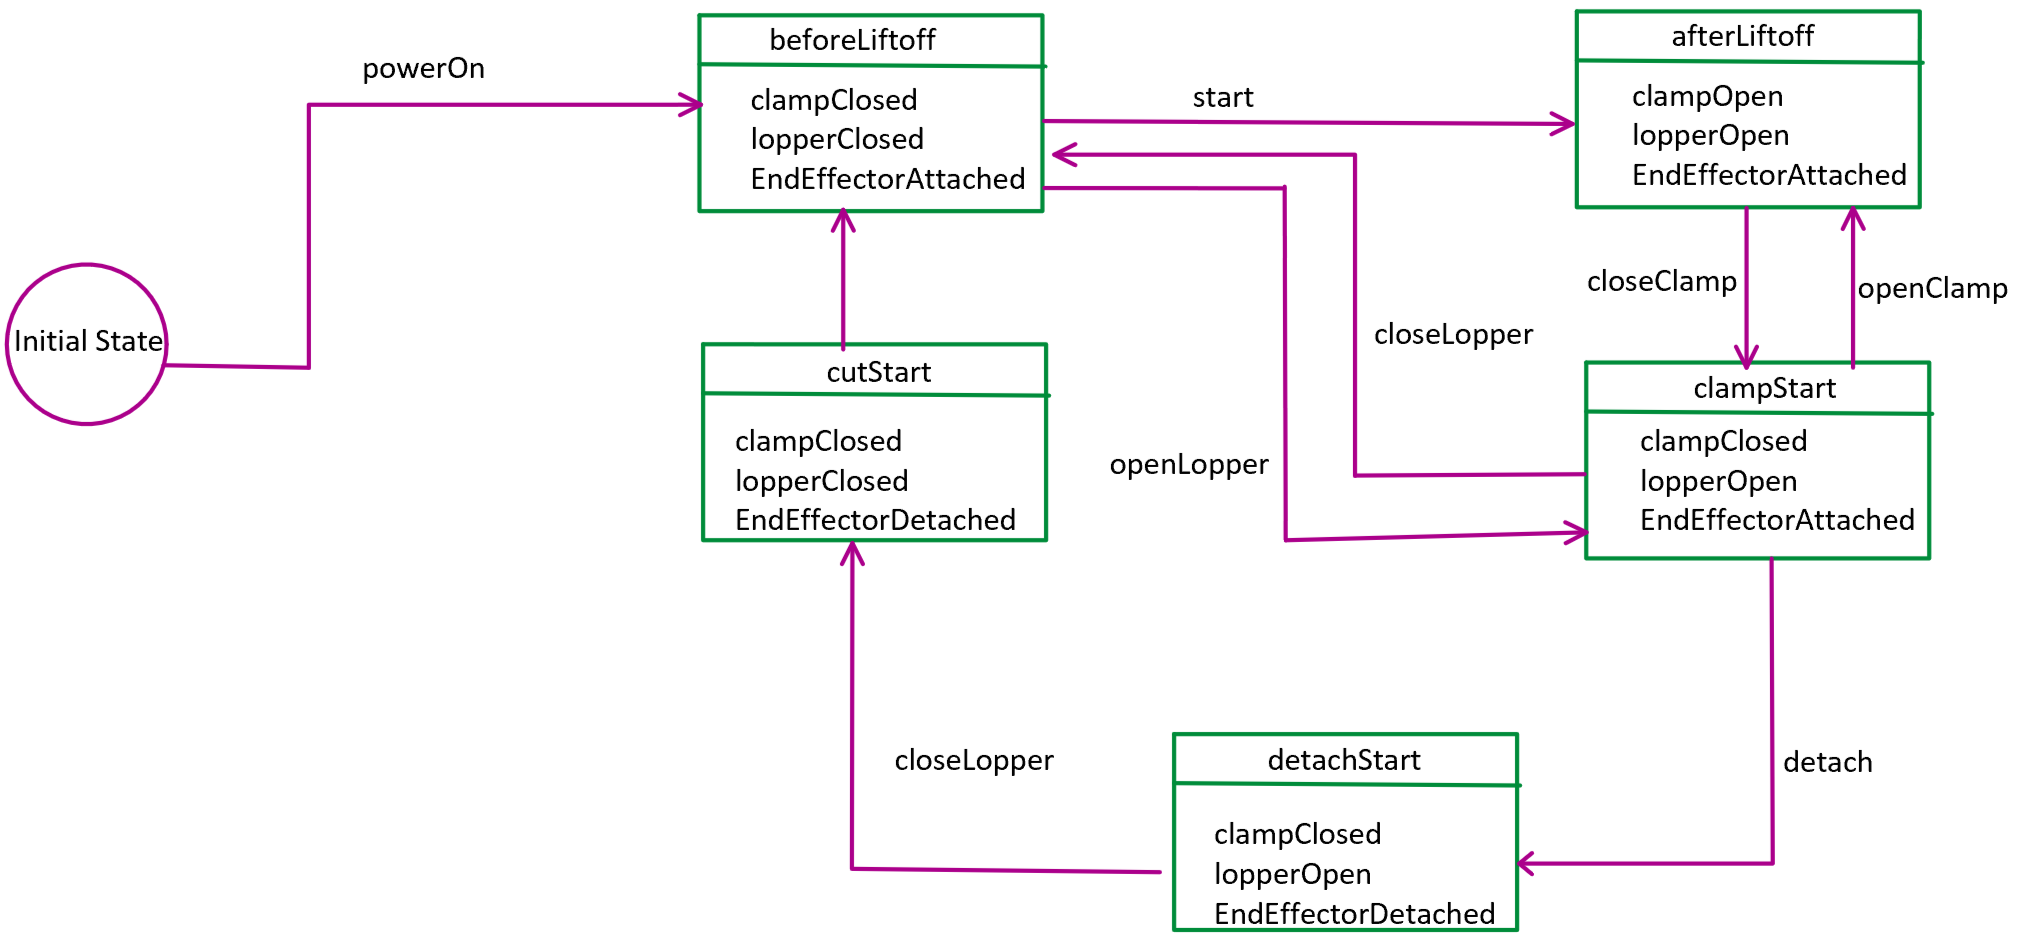 powerOn
beforeLiftoff
clampClosed
lopperClosed
EndEffectorAttached
start
afterLiftoff
clampOpen
lopperOpen
EndEffectorAttached
closeClamp
openClamp
Initial State
closeLopper
openLopper
cutStart
clampClosed
lopperClosed
EndEffectorDetached
clampStart
clampClosed
lopperOpen
EndEffectorAttached
closeLopper
detachStart
clampClosed
lopperOpen
EndEffectorDetached
detach